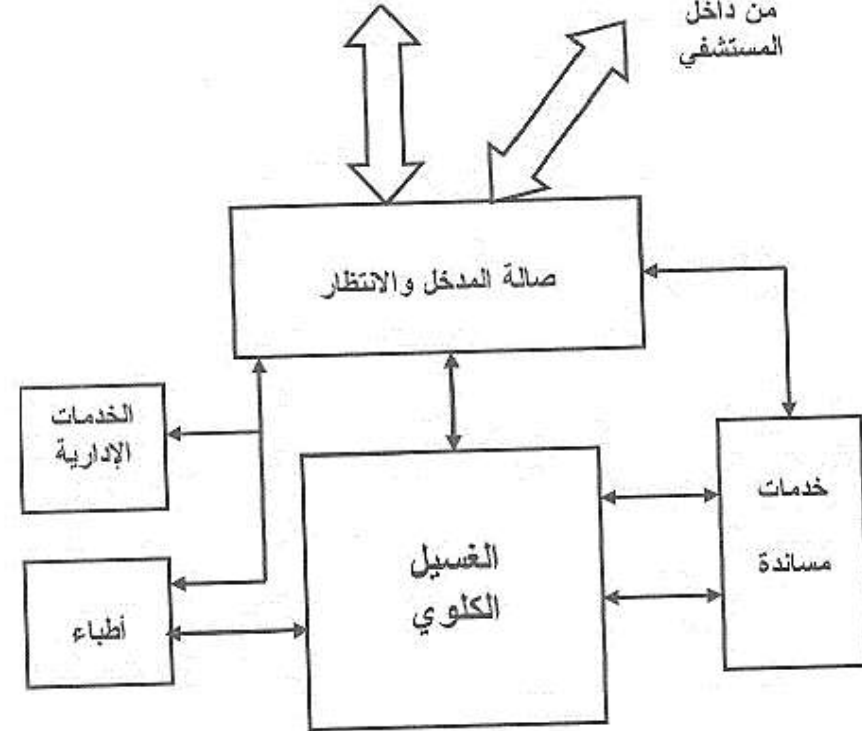 من داخل
المستشفي
صالة المدخل والانتظار
الخدمات
الإدارية
خدمات
مساندة
الغسيل
الكلوي
أطباء